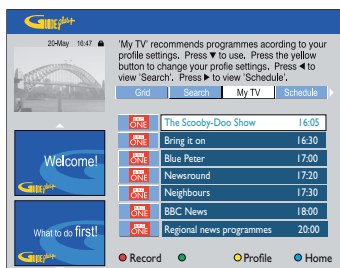 GUIDE plus+
20-May 16:47
'My TV' recommends programmes acording to your
profile settings. Press ▼ to use. Press the yellow
button to change your profie settings. Press ◄ to
view 'Search'. Press ► to view 'Schedule'.
Grid Search My TV Schedule
BBC ONE The Scooby-Doo Show 16:05
BBC ONE Bring it on 16:30
BBC ONE Blue Peter 17:00
BBC ONE Newsround 17:20
BBC ONE Neighbours 17:30
BBC ONE BBC News 18:00
BBC ONE Regional news programmes 20:00
Welcome!
GUIDE plus+
What to do first!
GUIDE plus+
Record Profile Home